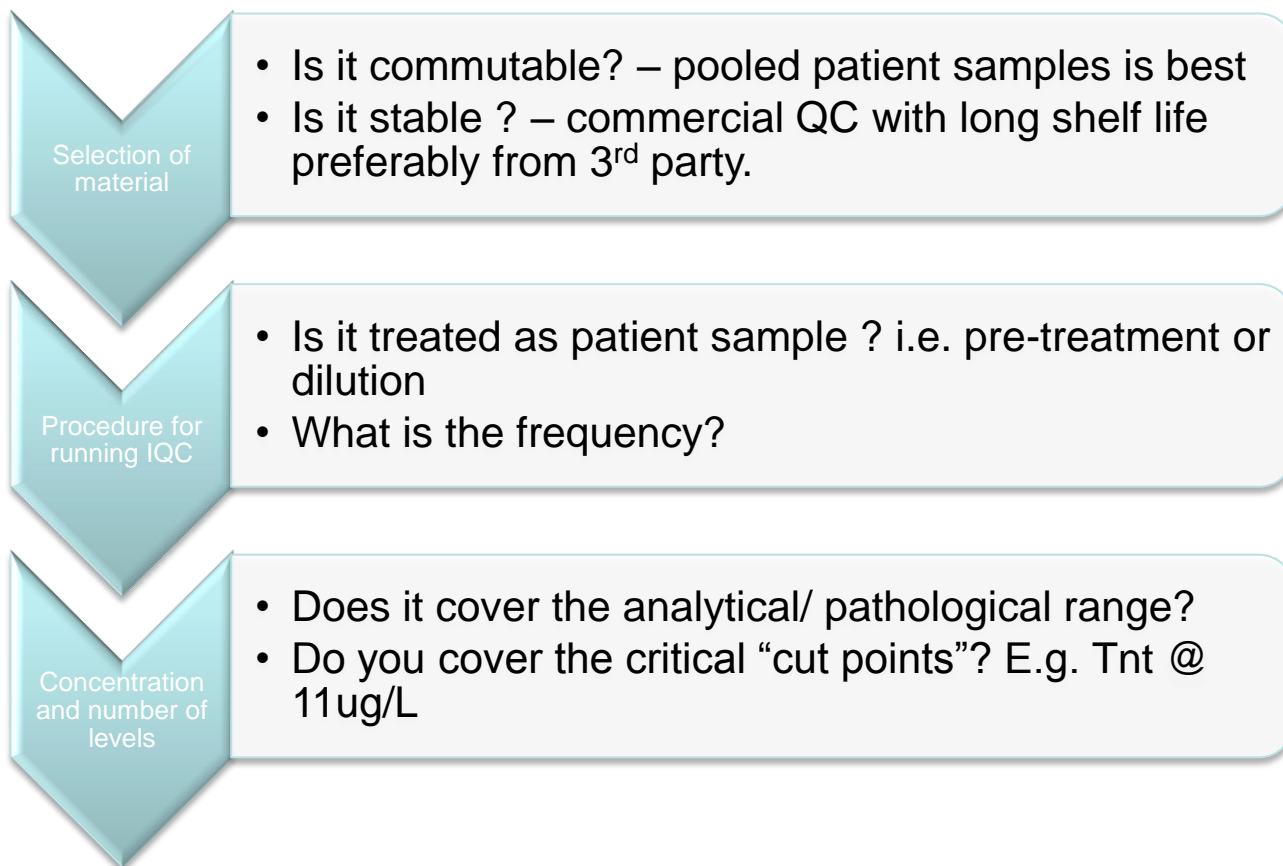 Selection of
material
• Is it commutable? – pooled patient samples is best
• Is it stable ? – commercial QC with long shelf life
preferably from 3rd party.
Procedure for
running IQC
• Is it treated as patient sample ? i.e. pre-treatment or
dilution
• What is the frequency?
Concentration
and number of
levels
• Does it cover the analytical/ pathological range?
• Do you cover the critical “cut points”? E.g. Tnt @
11ug/L